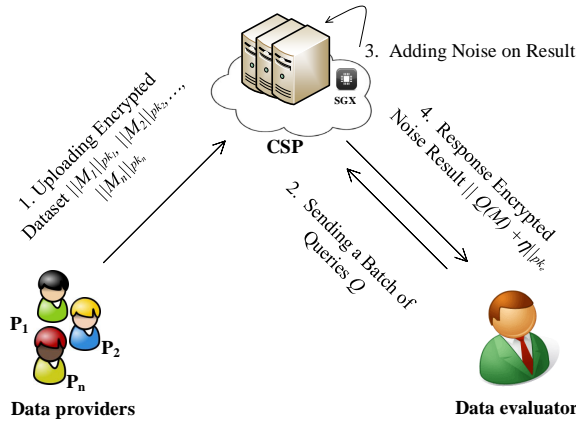 3. Adding Noise on Result
SGX
CSP
1. Uploading Encrypted
Dataset ||M₁||pk₁, ||M₂||pk₂,...,
||Mₙ||pkₙ
4. Response Encrypted
Noise Result || Q(M) +η||pkₑ
2. Sending a Batch of
Queries Q
P₁
P₂
Pₙ
Data providers
Data evaluator